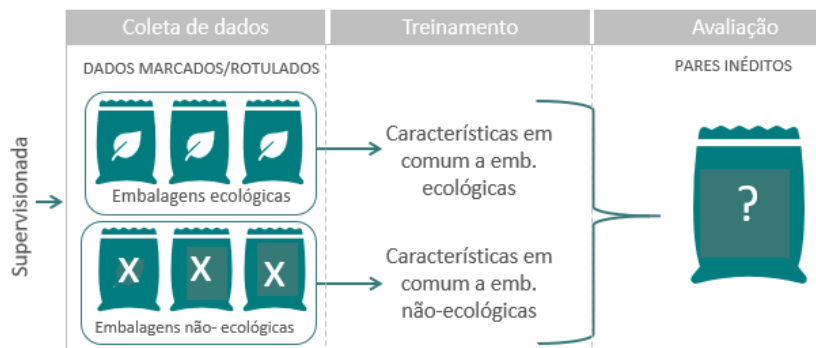 Coleta de dados
Treinamento
Avaliação
Supervisionada
DADOS MARCADOS/ROTULADOS
Embalagens ecológicas
X X X
Embalagens não- ecológicas
Características em
comum a emb.
ecológicas
Características em
comum a emb.
não-ecológicas
PARES INÉDITOS
?